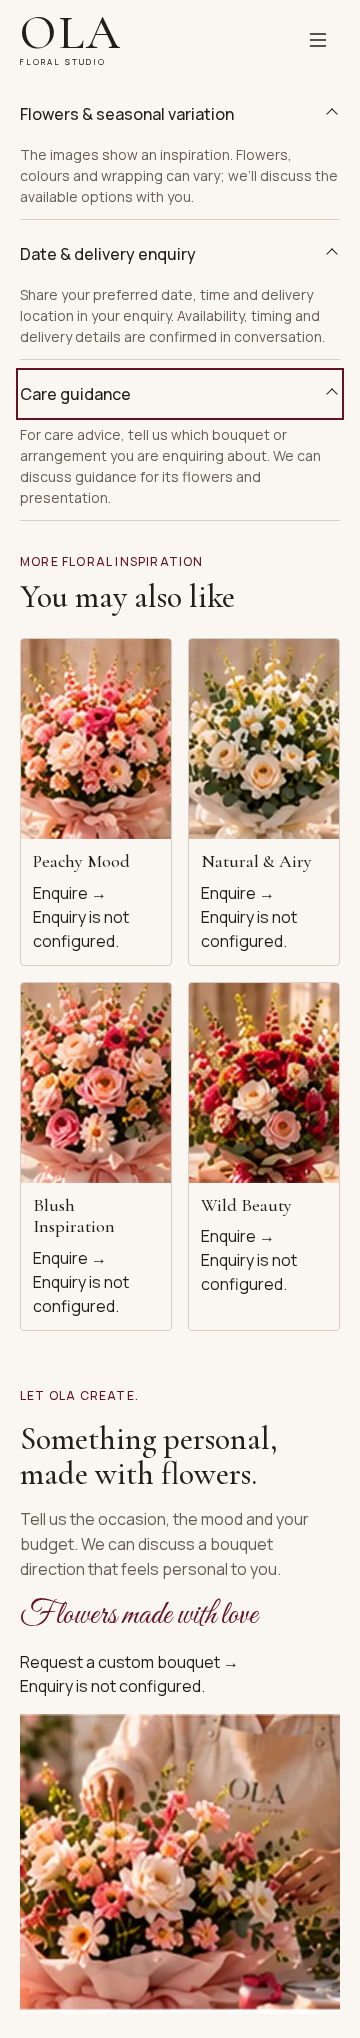 OLA
FLORAL STUDIO
Flowers & seasonal variation
The images show an inspiration. Flowers,
colours and wrapping can vary; we'll discuss the
available options with you.
Date & delivery enquiry
Share your preferred date, time and delivery
location in your enquiry. Availability, timing and
delivery details are confirmed in conversation.
Care guidance
For care advice, tell us which bouquet or
arrangement you are enquiring about. We can
discuss guidance for its flowers and
presentation.
MORE FLORAL INSPIRATION
You may also like
Peachy Mood
Enquire →
Enquiry is not
configured.
Natural & Airy
Enquire →
Enquiry is not
configured.
Blush
Inspiration
Enquire →
Enquiry is not
configured.
Wild Beauty
Enquire →
Enquiry is not
configured.
LET OLA CREATE.
Something personal,
made with flowers.
Tell us the occasion, the mood and your
budget. We can discuss a bouquet
direction that feels personal to you.
Flowers made with love
Request a custom bouquet →
Enquiry is not configured.
OLA